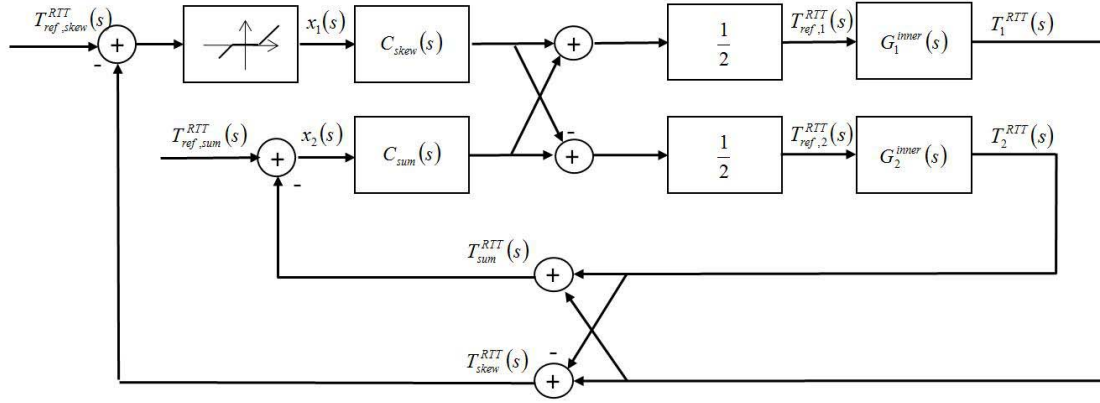 T_{ref,skew}^{RTT}(s)
+
-
x_1(s)
C_{skew}(s)
+
1/2
T_{ref,1}^{RTT}(s)
G_1^{inner}(s)
T_1^{RTT}(s)
T_{ref,sum}^{RTT}(s)
+
-
x_2(s)
C_{sum}(s)
-
+
1/2
T_{ref,2}^{RTT}(s)
G_2^{inner}(s)
T_2^{RTT}(s)
T_{sum}^{RTT}(s)
+
T_{skew}^{RTT}(s)
-
+